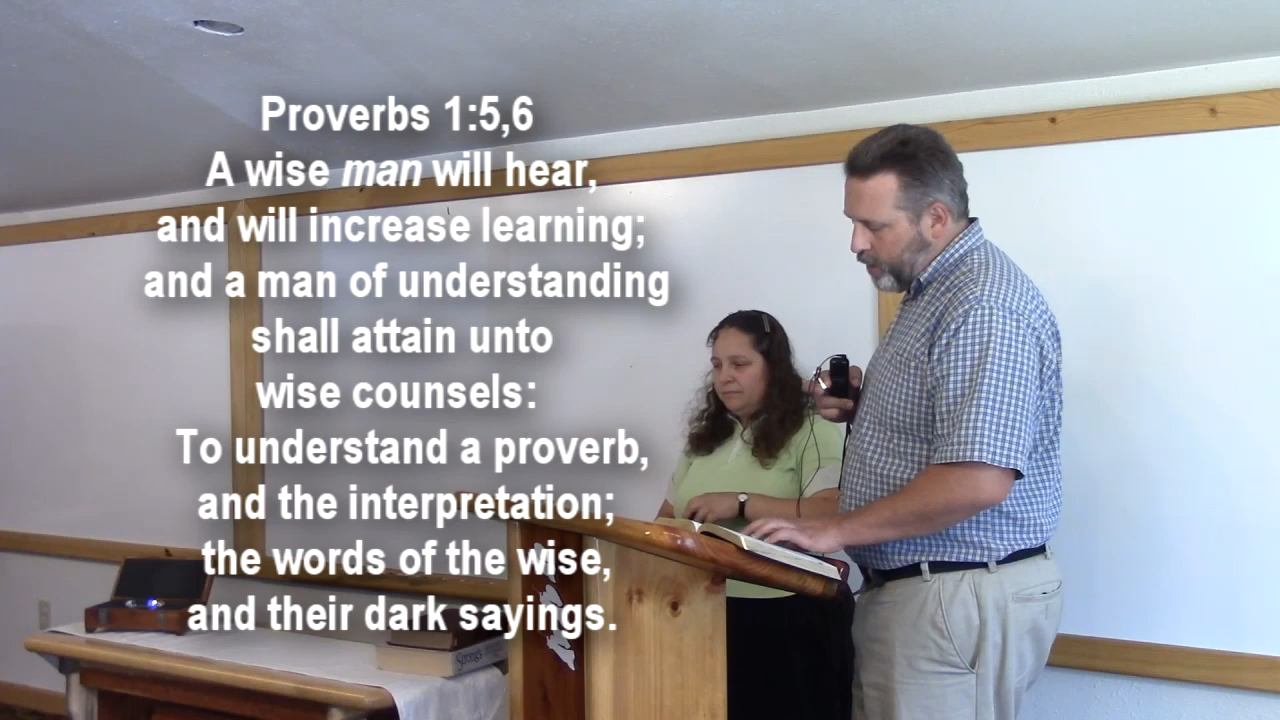 Proverbs 1:5,6
A wise man will hear,
and will increase learning;
and a man of understanding
shall attain unto
wise counsels:
To understand a proverb,
and the interpretation;
the words of the wise,
and their dark sayings.
Strong's